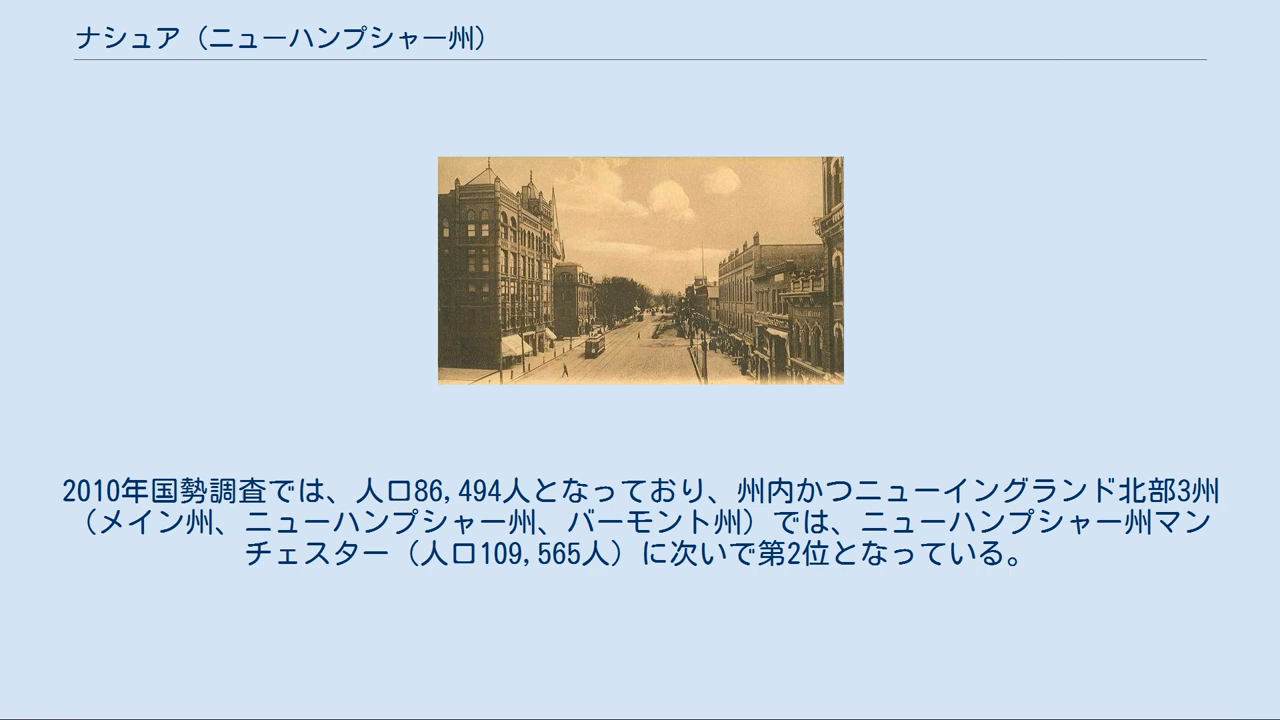 ナシュア（ニューハンプシャー州）
2010年国勢調査では、人口86,494人となっており、州内かつニューイングランド北部3州
（メイン州、ニューハンプシャー州、バーモント州）では、ニューハンプシャー州マン
チェスター（人口109,565人）に次いで第2位となっている。